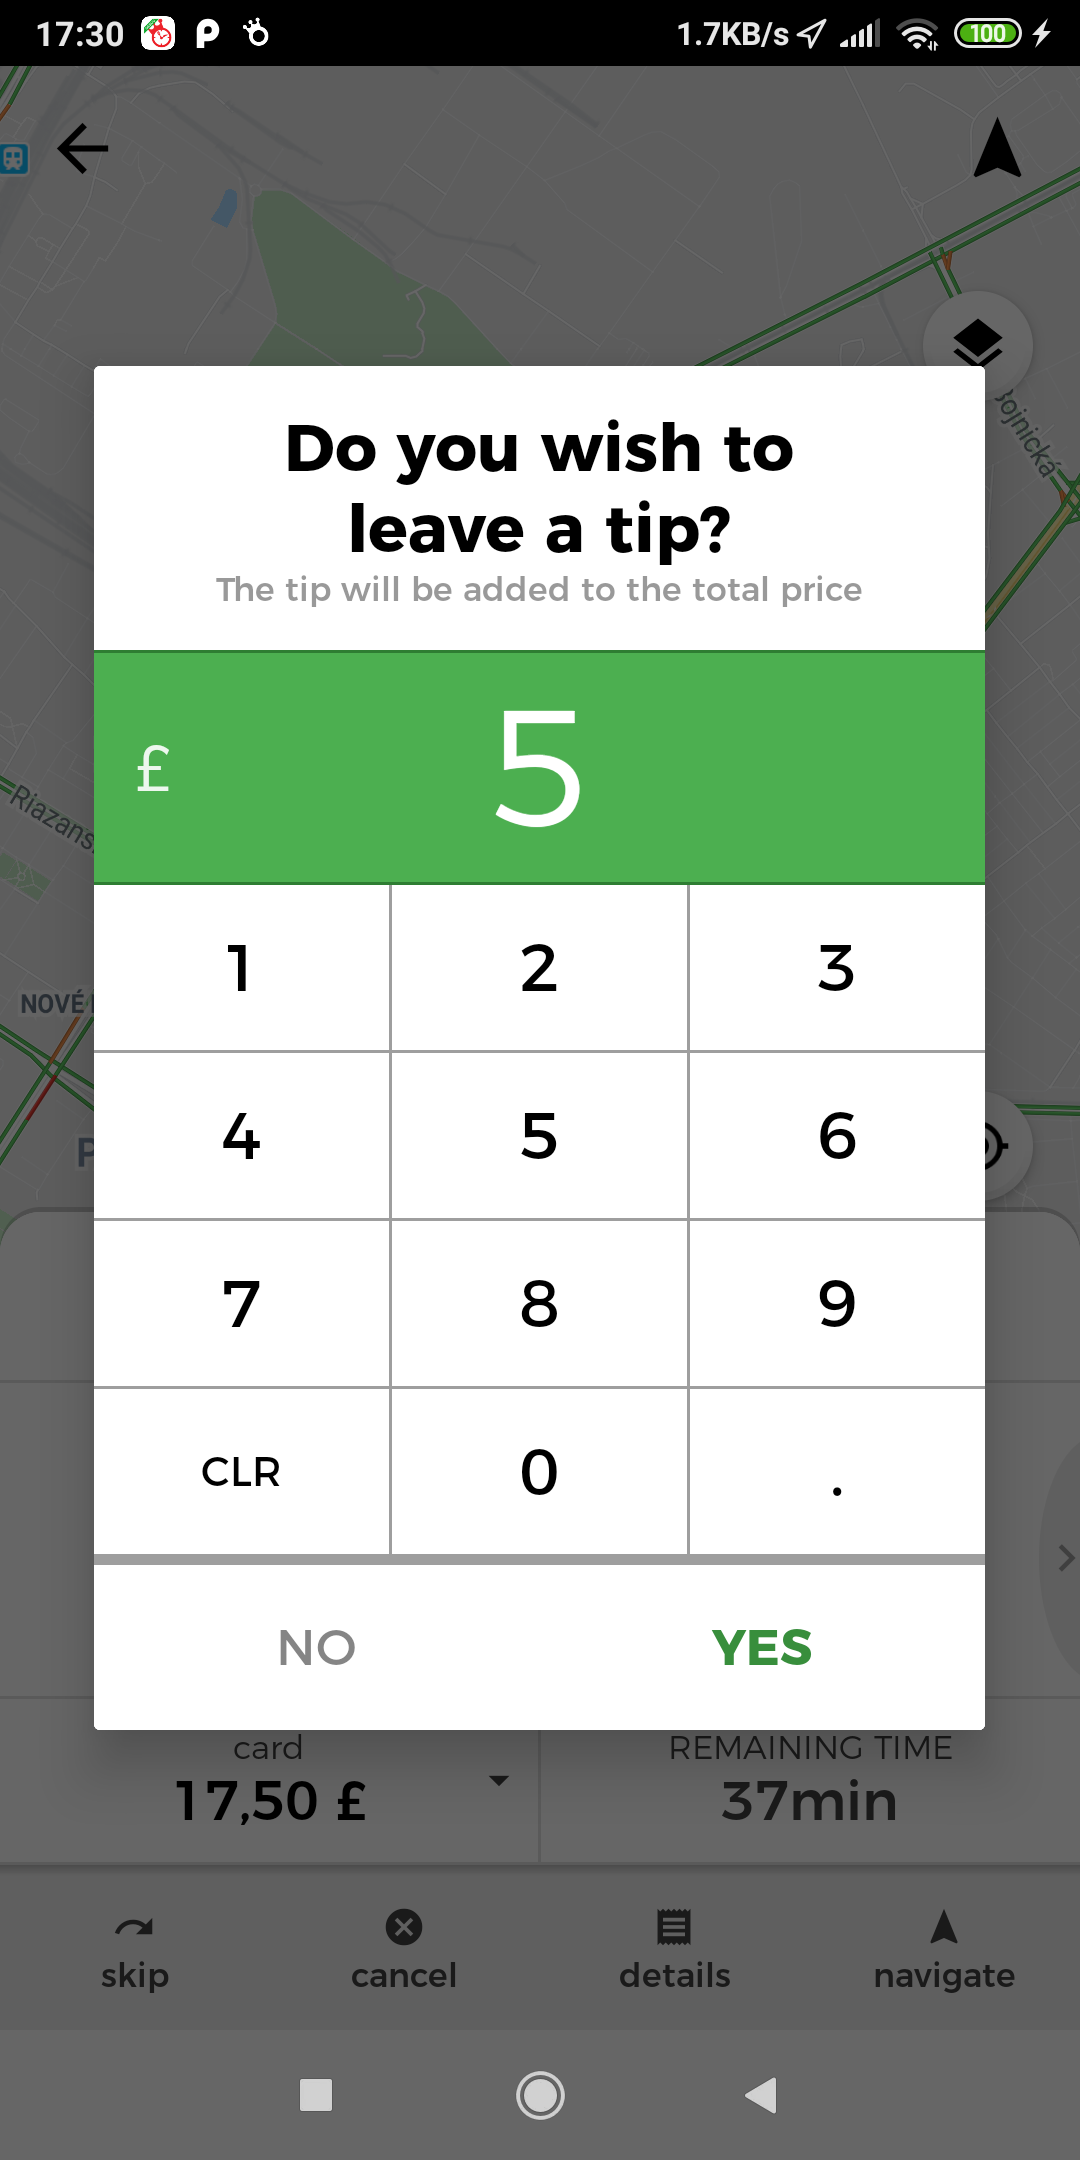 17:30
1.7KB/s
100
Do you wish to
leave a tip?
The tip will be added to the total price
£ 5
1 2 3
4 5 6
7 8 9
CLR 0 .
NO YES
NOVÉ
P
card
17,50 £
REMAINING TIME
37min
skip cancel details navigate